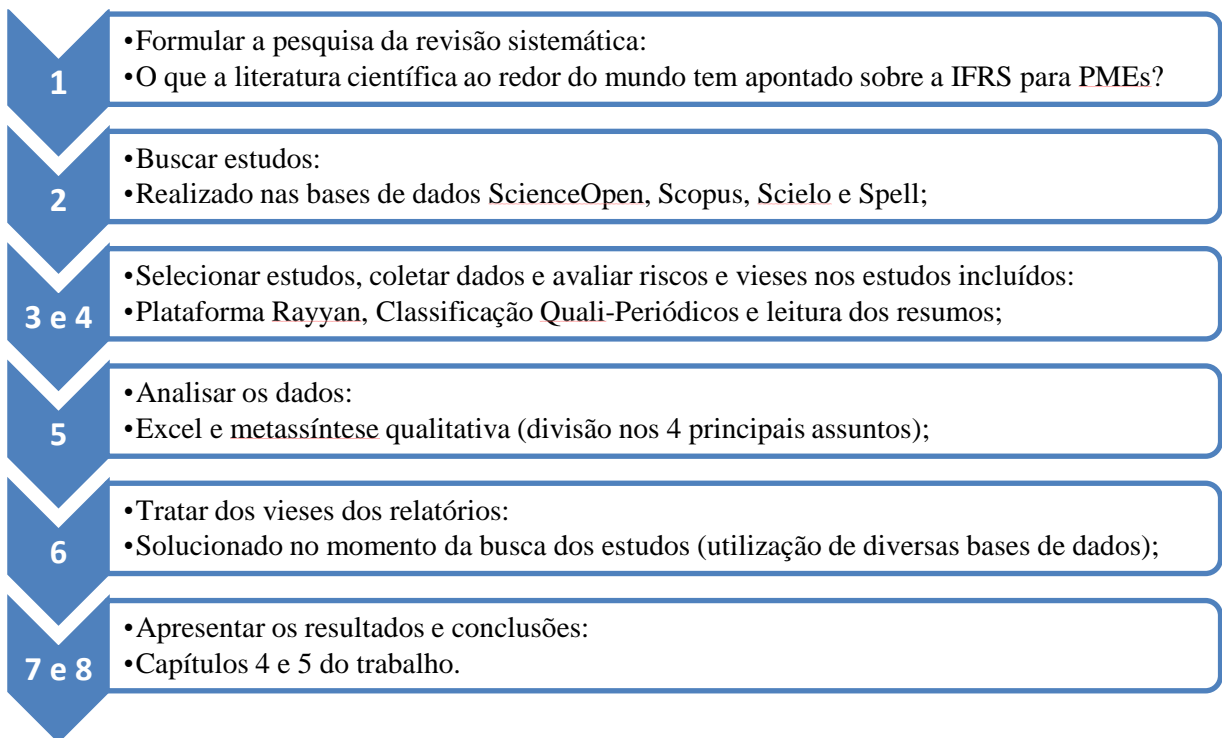 1
•Formular a pesquisa da revisão sistemática:
•O que a literatura científica ao redor do mundo tem apontado sobre a IFRS para PMEs?
2
•Buscar estudos:
•Realizado nas bases de dados ScienceOpen, Scopus, Scielo e Spell;
3 e 4
•Selecionar estudos, coletar dados e avaliar riscos e vieses nos estudos incluídos:
•Plataforma Rayyan, Classificação Quali-Periódicos e leitura dos resumos;
5
•Analisar os dados:
•Excel e metassíntese qualitativa (divisão nos 4 principais assuntos);
6
•Tratar dos vieses dos relatórios:
•Solucionado no momento da busca dos estudos (utilização de diversas bases de dados);
7 e 8
•Apresentar os resultados e conclusões:
•Capítulos 4 e 5 do trabalho.